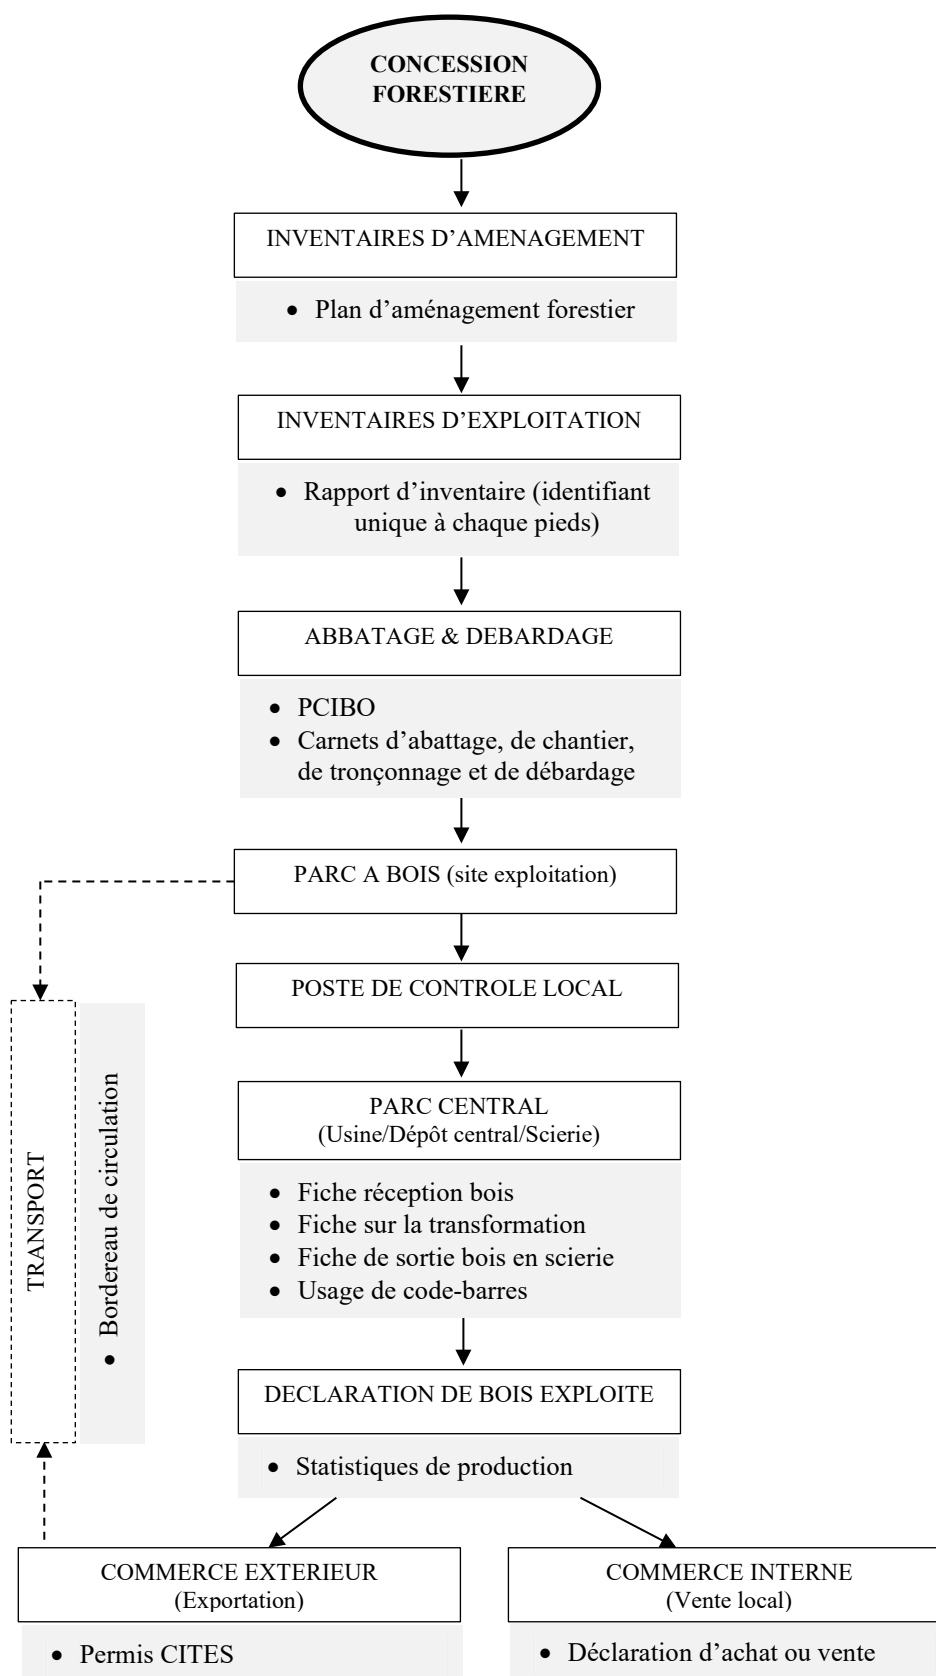 CONCESSION
FORESTIERE
INVENTAIRES D’AMENAGEMENT
• Plan d’aménagement forestier
INVENTAIRES D’EXPLOITATION
• Rapport d’inventaire (identifiant
unique à chaque pieds)
ABBATAGE & DEBARDAGE
• PCIBO
• Carnets d’abattage, de chantier,
de tronçonnage et de débardage
PARC A BOIS (site exploitation)
POSTE DE CONTROLE LOCAL
TRANSPORT
• Bordereau de circulation
PARC CENTRAL
(Usine/Dépôt central/Scierie)
• Fiche réception bois
• Fiche sur la transformation
• Fiche de sortie bois en scierie
• Usage de code-barres
DECLARATION DE BOIS EXPLOITE
• Statistiques de production
COMMERCE EXTERIEUR
(Exportation)
• Permis CITES
COMMERCE INTERNE
(Vente local)
• Déclaration d’achat ou vente